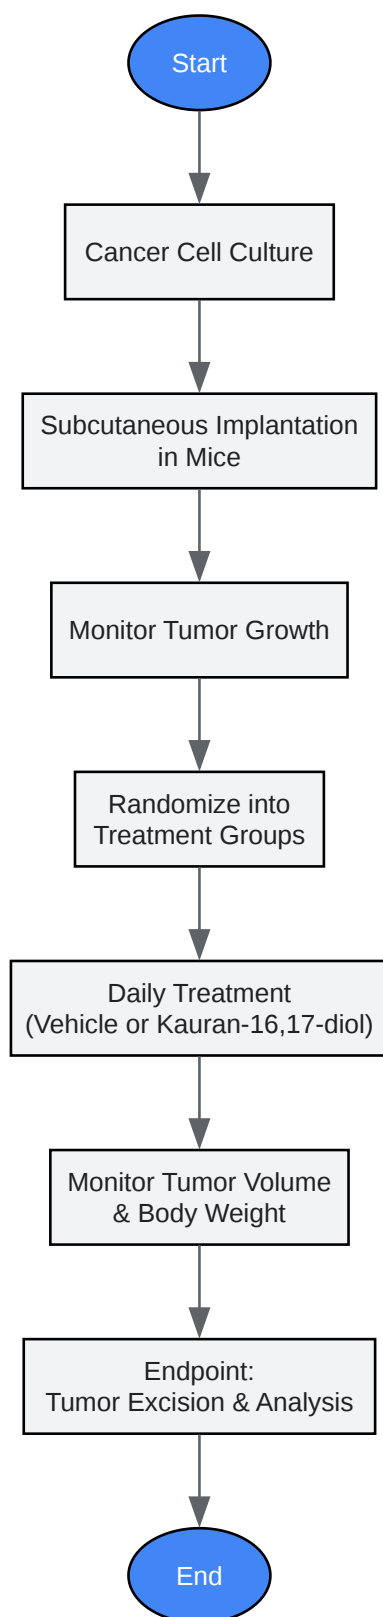 Start
Cancer Cell Culture
Subcutaneous Implantation
in Mice
Monitor Tumor Growth
Randomize into
Treatment Groups
Daily Treatment
(Vehicle or Kauran-16,17-diol)
Monitor Tumor Volume
& Body Weight
Endpoint:
Tumor Excision & Analysis
End